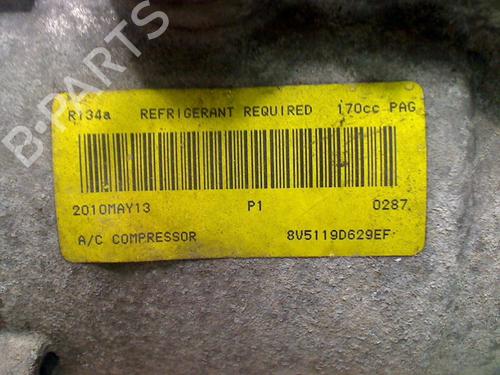 B-PARTS
R134a REFRIGERANT REQUIRED 170cc PAG
2010MAY13 P1 0287
A/C COMPRESSOR 8V5119D629EF